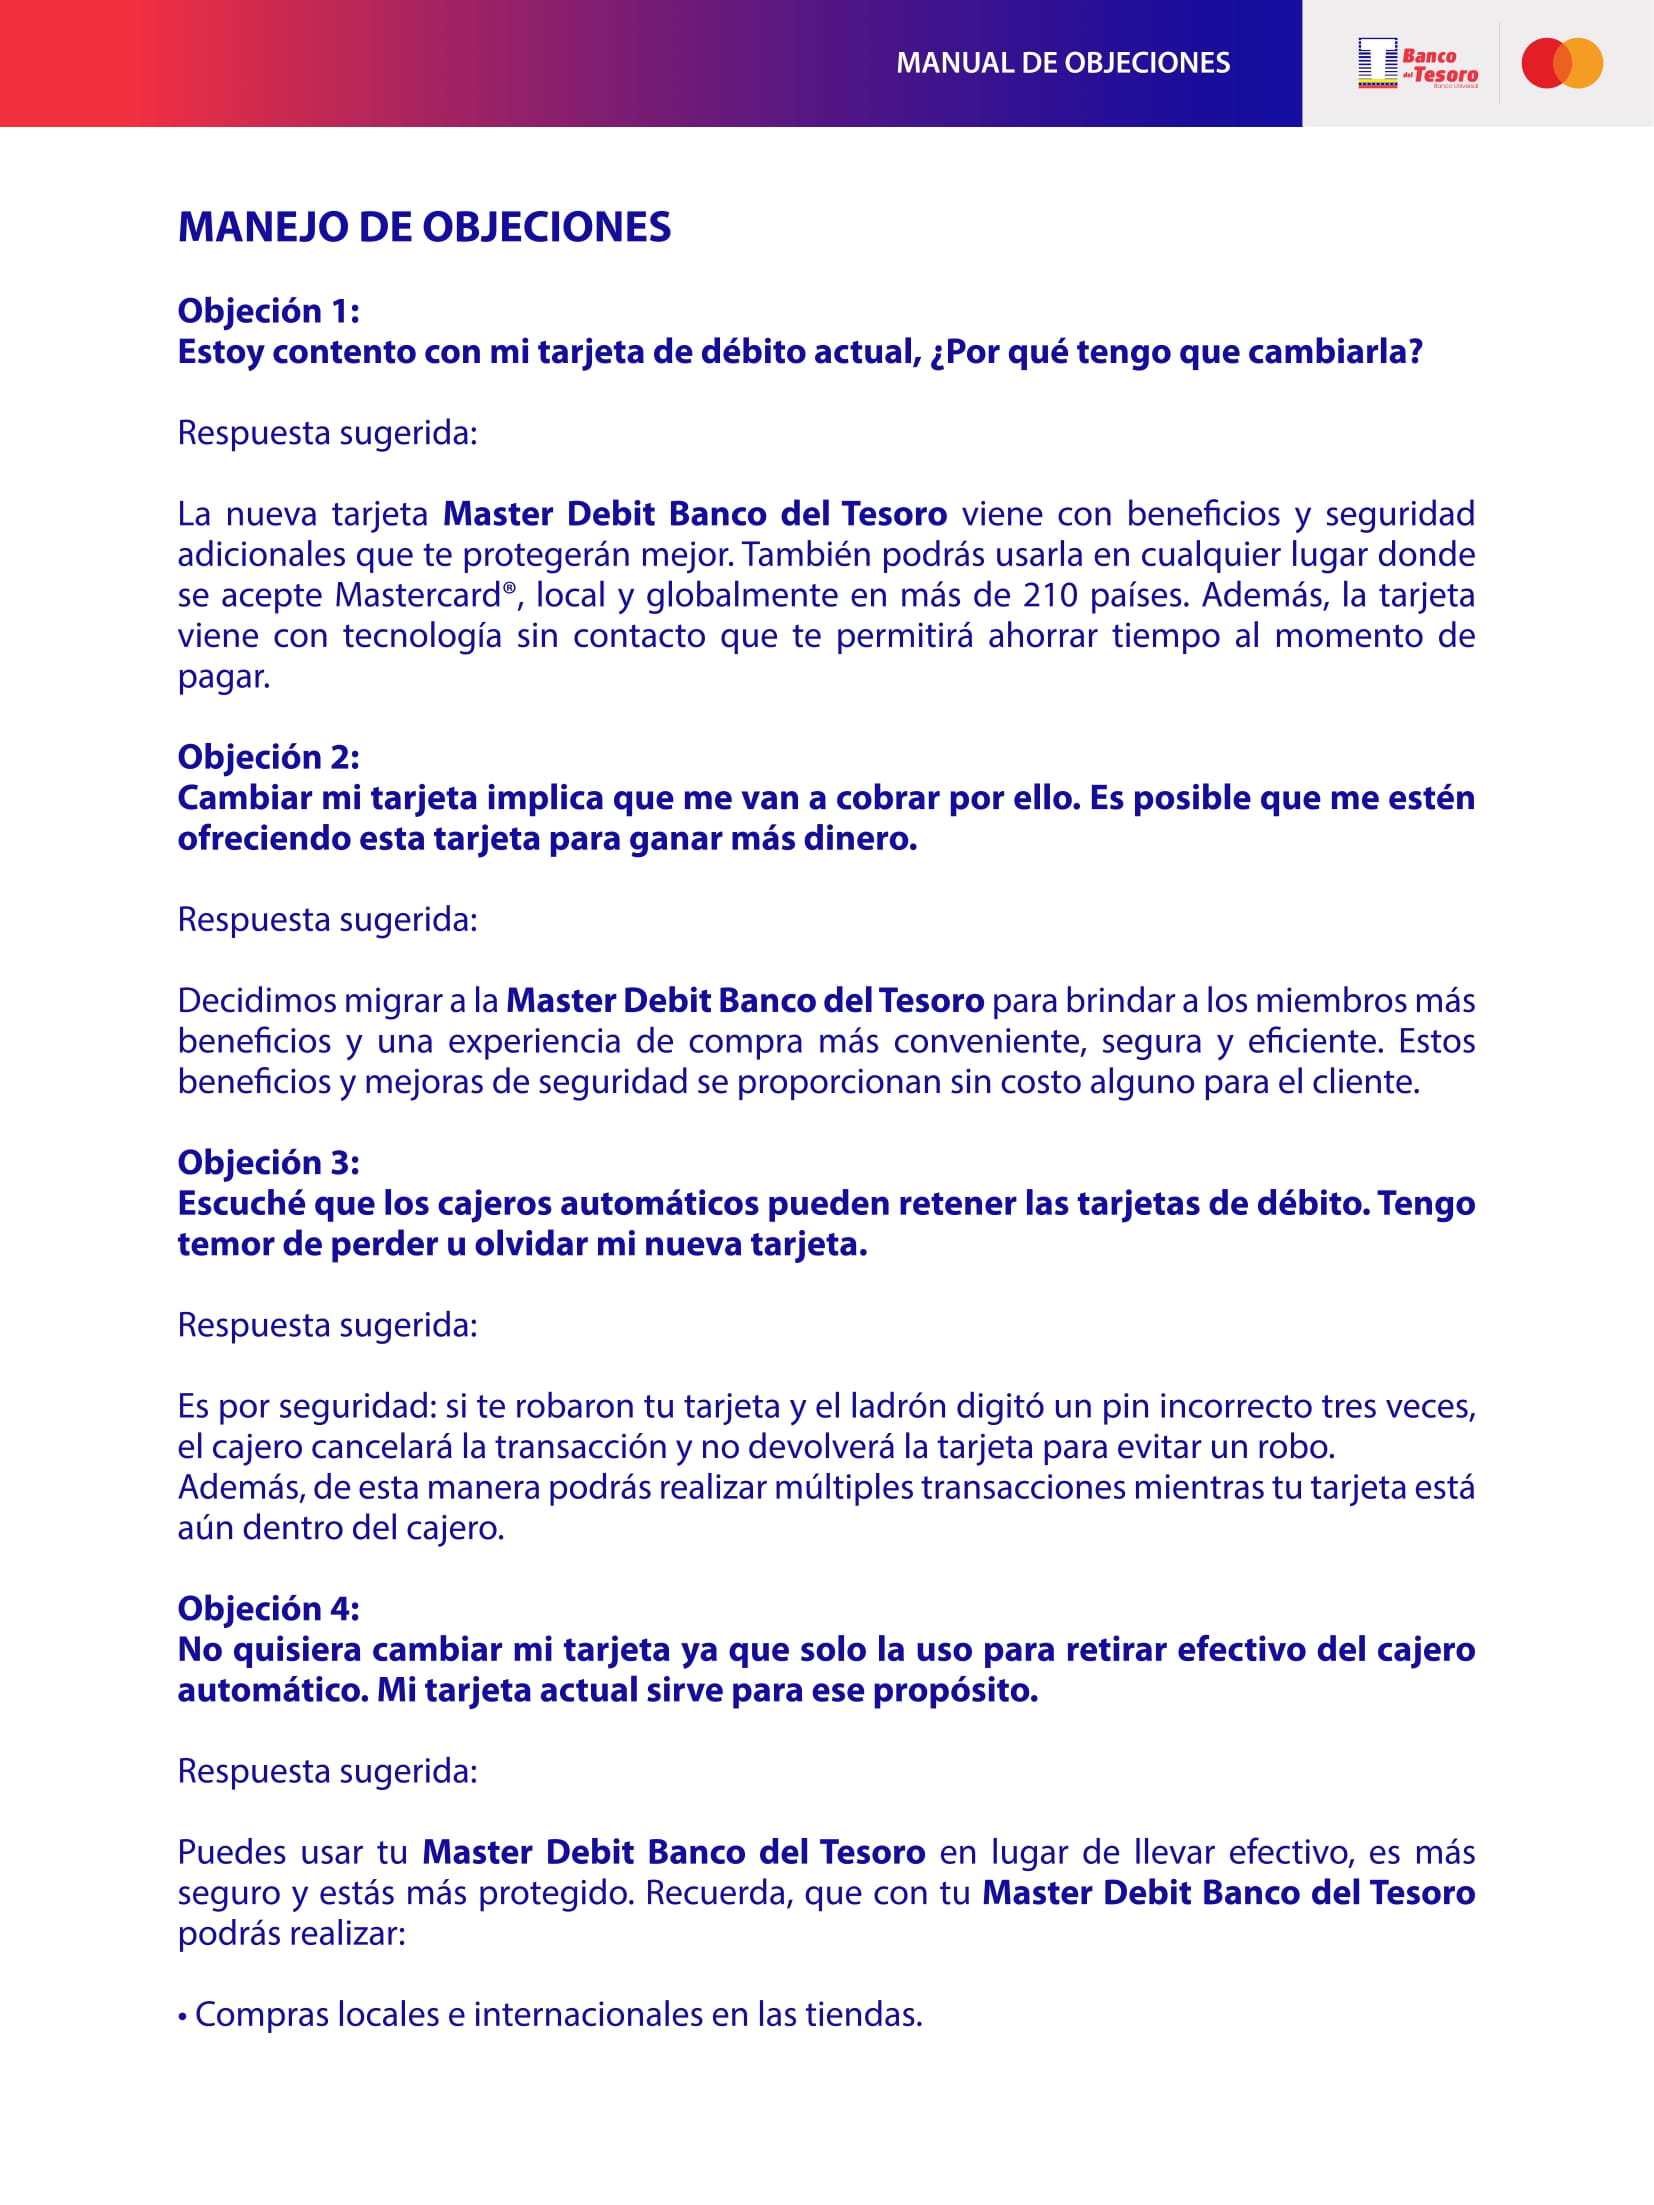 MANUAL DE OBJECIONES
Banco
del Tesoro
Banco Universal
MANEJO DE OBJECIONES
Objeción 1:
Estoy contento con mi tarjeta de débito actual, ¿Por qué tengo que cambiarla?
Respuesta sugerida:
La nueva tarjeta Master Debit Banco del Tesoro viene con beneficios y seguridad
adicionales que te protegerán mejor. También podrás usarla en cualquier lugar donde
se acepte Mastercard®, local y globalmente en más de 210 países. Además, la tarjeta
viene con tecnología sin contacto que te permitirá ahorrar tiempo al momento de
pagar.
Objeción 2:
Cambiar mi tarjeta implica que me van a cobrar por ello. Es posible que me estén
ofreciendo esta tarjeta para ganar más dinero.
Respuesta sugerida:
Decidimos migrar a la Master Debit Banco del Tesoro para brindar a los miembros más
beneficios y una experiencia de compra más conveniente, segura y eficiente. Estos
beneficios y mejoras de seguridad se proporcionan sin costo alguno para el cliente.
Objeción 3:
Escuché que los cajeros automáticos pueden retener las tarjetas de débito. Tengo
temor de perder u olvidar mi nueva tarjeta.
Respuesta sugerida:
Es por seguridad: si te robaron tu tarjeta y el ladrón digitó un pin incorrecto tres veces,
el cajero cancelará la transacción y no devolverá la tarjeta para evitar un robo.
Además, de esta manera podrás realizar múltiples transacciones mientras tu tarjeta está
aún dentro del cajero.
Objeción 4:
No quisiera cambiar mi tarjeta ya que solo la uso para retirar efectivo del cajero
automático. Mi tarjeta actual sirve para ese propósito.
Respuesta sugerida:
Puedes usar tu Master Debit Banco del Tesoro en lugar de llevar efectivo, es más
seguro y estás más protegido. Recuerda, que con tu Master Debit Banco del Tesoro
podrás realizar:
• Compras locales e internacionales en las tiendas.